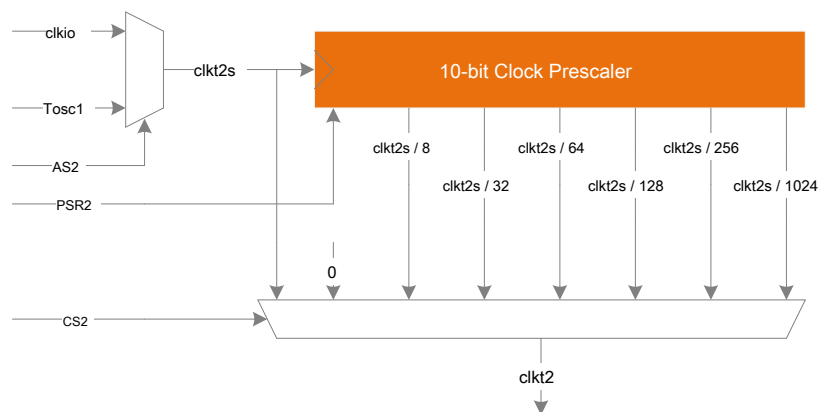 clkio
clkt2s
10-bit Clock Prescaler
Tosc1
clkt2s / 8
clkt2s / 64
clkt2s / 256
AS2
clkt2s / 32
clkt2s / 128
clkt2s / 1024
PSR2
0
CS2
clkt2